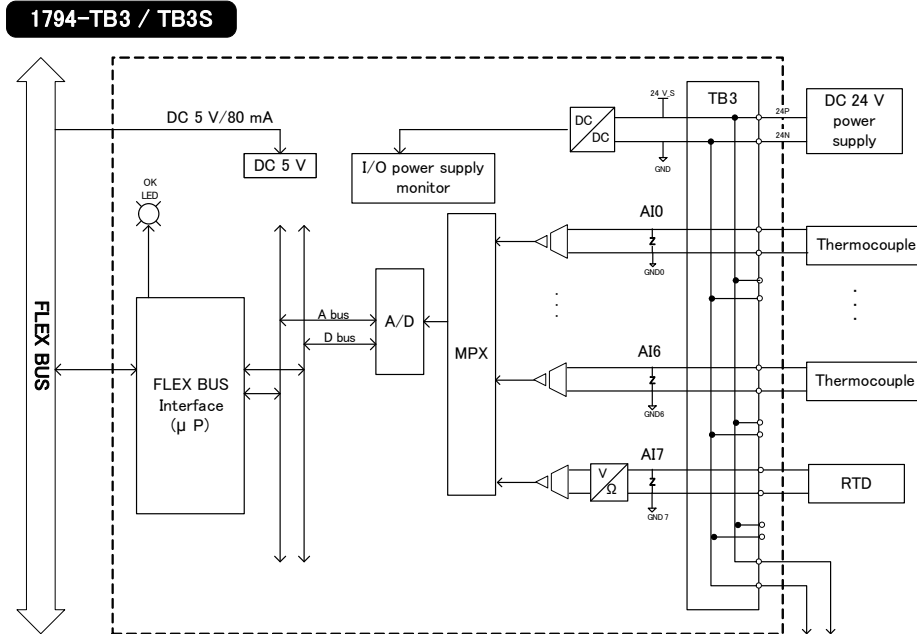 1794-TB3 / TB3S
DC 5 V/80 mA
DC 5 V
24 V_S
DC
DC
GND
TB3
24P
24N
DC 24 V
power
supply
I/O power supply
monitor
OK
LED
AI0
GND0
Thermocouple
FLEX BUS
A bus
D bus
A/D
MPX
FLEX BUS
Interface
(μ P)
AI6
GND6
Thermocouple
AI7
V
Ω
GND 7
RTD